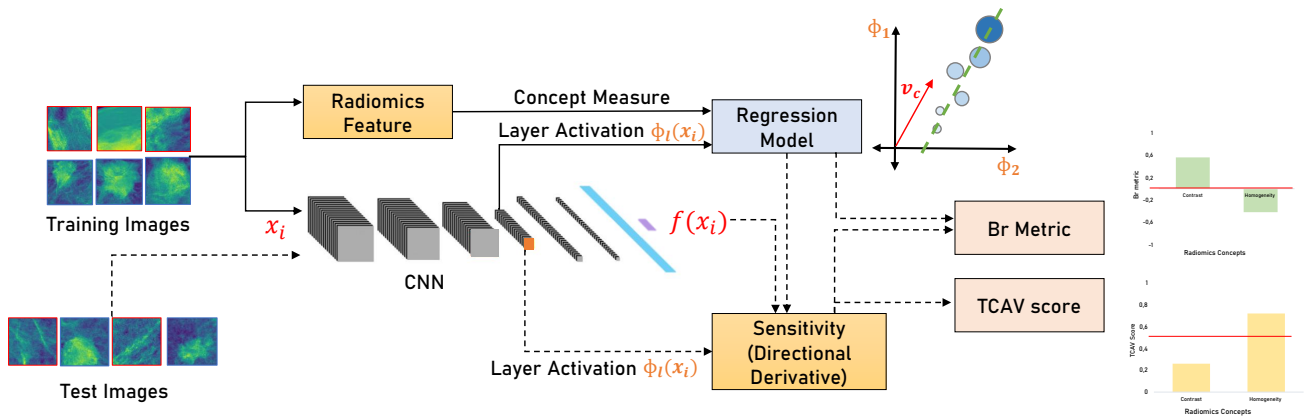 Training Images
Test Images
Radiomics
Feature
Concept Measure
Layer Activation ϕₗ(xᵢ)
Regression
Model
xᵢ
CNN
f(xᵢ)
Layer Activation ϕₗ(xᵢ)
Sensitivity
(Directional
Derivative)
ϕ₁
v_c
ϕ₂
Br Metric
TCAV score
Br metric
1
0,6
0,2
-0,2
-0,6
-1
Contrast
Homogeneity
Radiomics Concepts
TCAV Score
1
0,8
0,6
0,4
0,2
0
Contrast
Homogeneity
Radiomics Concepts